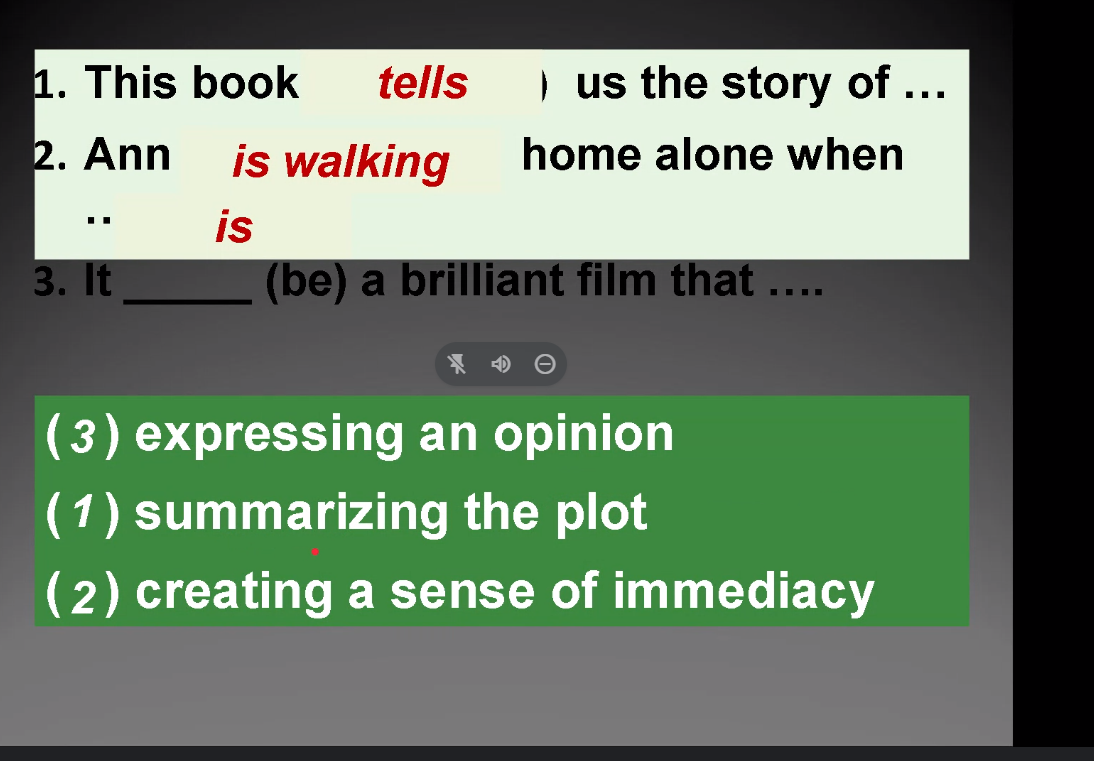 1. This book tells ) us the story of …
2. Ann is walking home alone when
.. is
3. It _____ (be) a brilliant film that ….
(3) expressing an opinion
(1) summarizing the plot
(2) creating a sense of immediacy